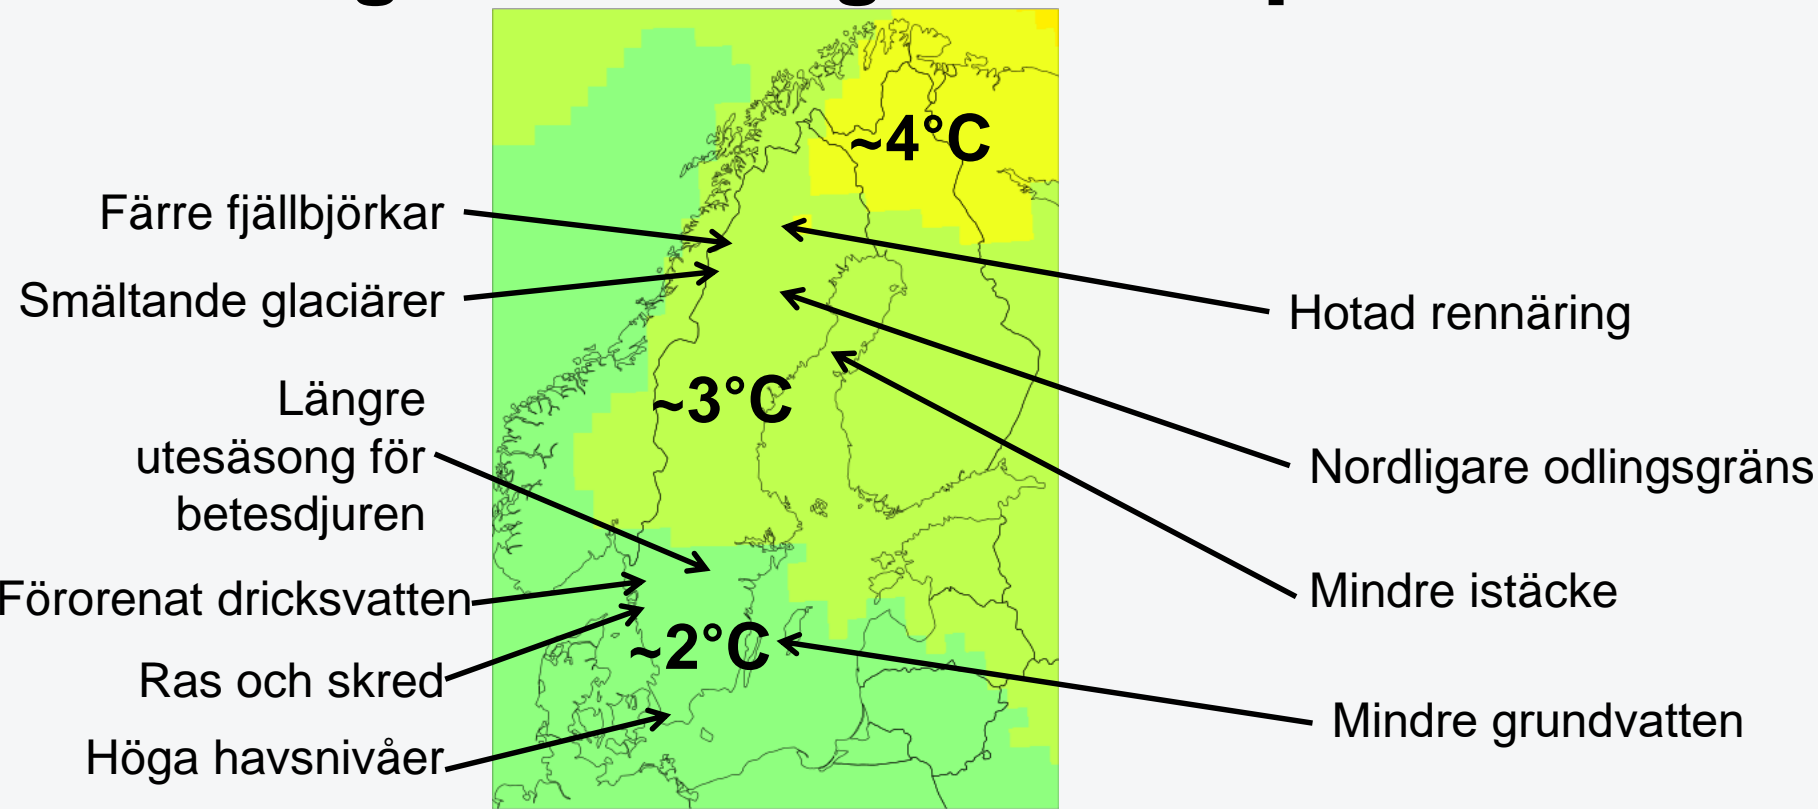 ~4°C
Färre fjällbjörkar
Smältande glaciärer
Hotad rennäring
Längre
utesäsong för
betesdjuren
~3°C
Nordligare odlingsgräns
Förorenat dricksvatten
Mindre istäcke
~2°C
Ras och skred
Mindre grundvatten
Höga havsnivåer